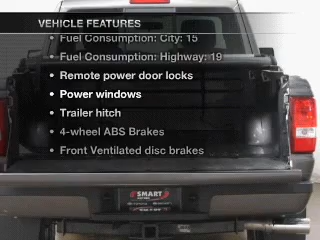 VEHICLE FEATURES
• Fuel Consumption: City: 15
• Fuel Consumption: Highway: 19
• Remote power door locks
• Power windows
• Trailer hitch
• 4-wheel ABS Brakes
• Front Ventilated disc brakes
SMART